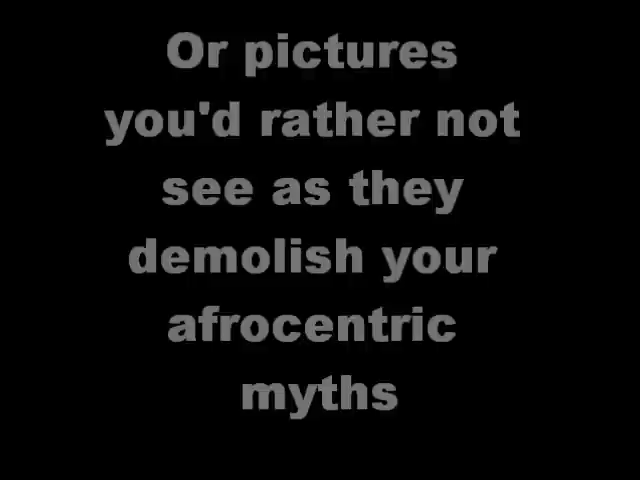 Or pictures
you'd rather not
see as they
demolish your
afrocentric
myths